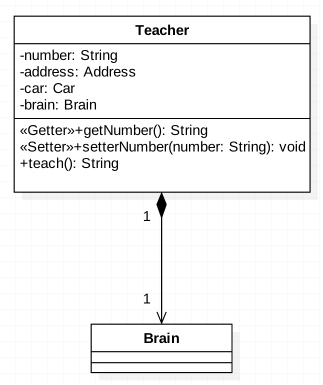 Teacher
-number: String
-address: Address
-car: Car
-brain: Brain
«Getter»+getNumber(): String
«Setter»+setterNumber(number: String): void
+teach(): String
1
1
Brain